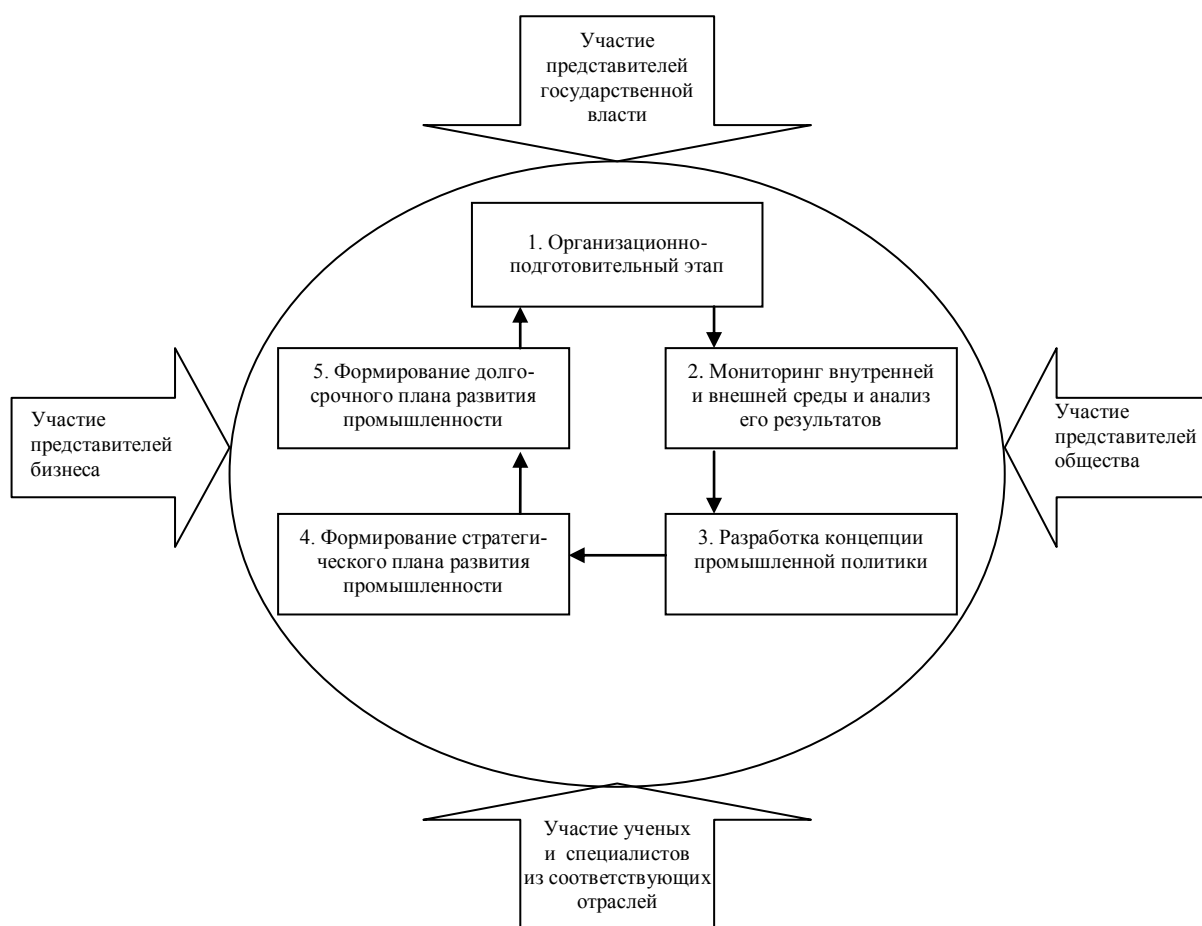 Участие
представителей
государственной
власти
1. Организационно-
подготовительный этап
5. Формирование долго-
срочного плана развития
промышленности
2. Мониторинг внутренней
и внешней среды и анализ
его результатов
Участие
представителей
бизнеса
Участие
представителей
общества
4. Формирование стратеги-
ческого плана развития
промышленности
3. Разработка концепции
промышленной политики
Участие ученых
и специалистов
из соответствующих
отраслей